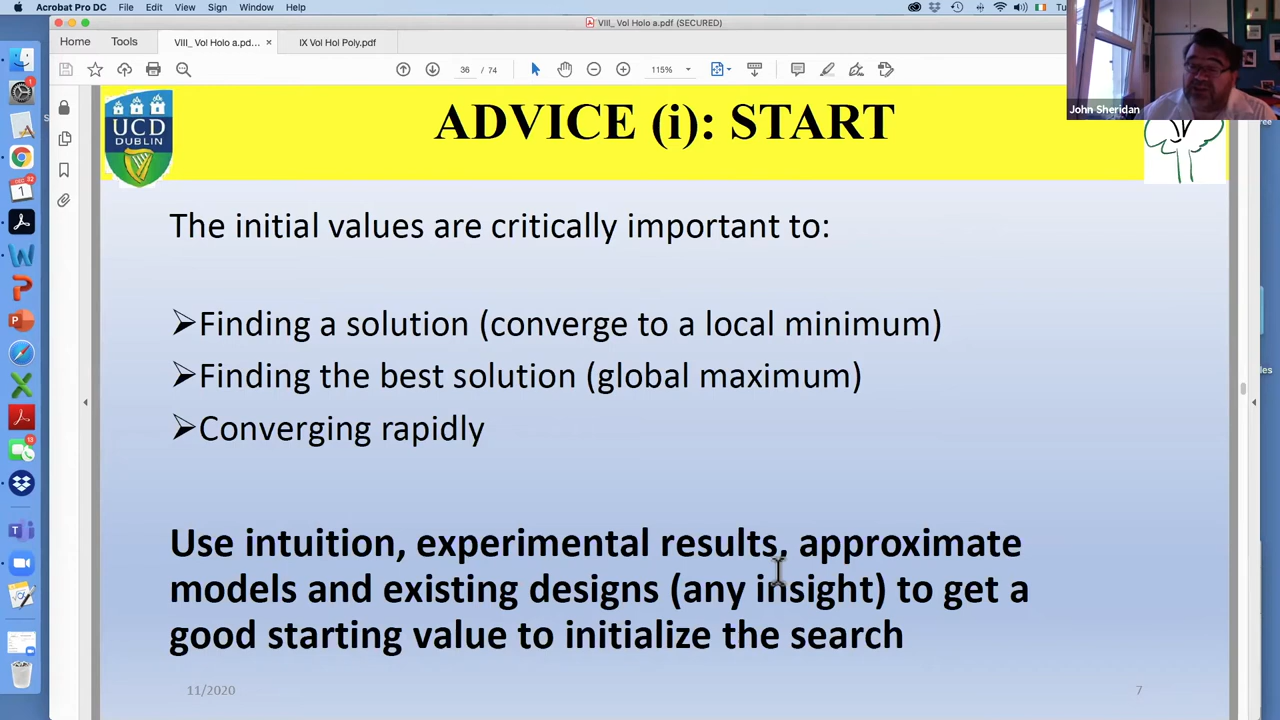 Acrobat Pro DC File Edit View Sign Window Help
VIII_ Vol Holo a.pdf (SECURED)
Home Tools VIII_ Vol Holo a.pd... × IX Vol Hol Poly.pdf
36 / 74 115%
John Sheridan
UCD
DUBLIN
ADVICE (i): START
The initial values are critically important to:
➢Finding a solution (converge to a local minimum)
➢Finding the best solution (global maximum)
➢Converging rapidly
Use intuition, experimental results, approximate
models and existing designs (any insight) to get a
good starting value to initialize the search
11/2020
7